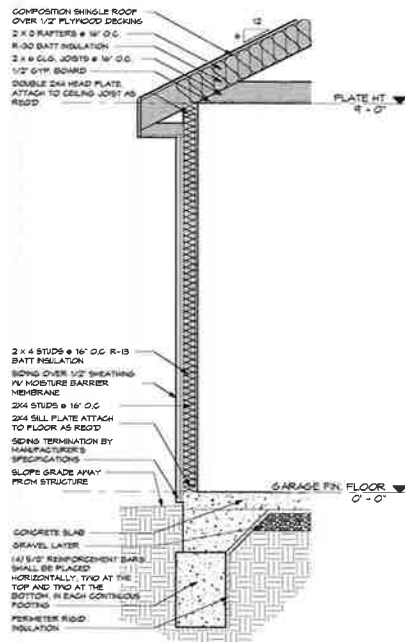 COMPOSITION SHINGLE ROOF
OVER 1/2" PLYWOOD DECKING
12
2 X 8 RAFTERS @ 16" O.C.
R-30 BATT INSULATION
2 x 6 CLG. JOISTS @ 16" O.C.
1/2" GYP. BOARD
DOUBLE 2X4 HEAD PLATE,
ATTACH TO CEILING JOIST AS
REQ'D
PLATE HT
9'-0"
2 X 4 STUDS @ 16" O.C R-13
BATT INSULATION
SIDING OVER 1/2" SHEATHING
W/ MOISTURE BARRIER
MEMBRANE
2X4 STUDS @ 16" O.C
2X4 SILL PLATE ATTACH
TO FLOOR AS REQ'D
SIDING TERMINATION BY
MANUFACTURER'S
SPECIFICATIONS
SLOPE GRADE AWAY
FROM STRUCTURE
GARAGE FIN. FLOOR
0'-0"
CONCRETE SLAB
GRAVEL LAYER
(4) 5/8" REINFORCEMENT BARS
SHALL BE PLACED
HORIZONTALLY, TWO AT THE
TOP AND TWO AT THE
BOTTOM, IN EACH CONTINUOUS
FOOTING
PERIMETER RIGID
INSULATION